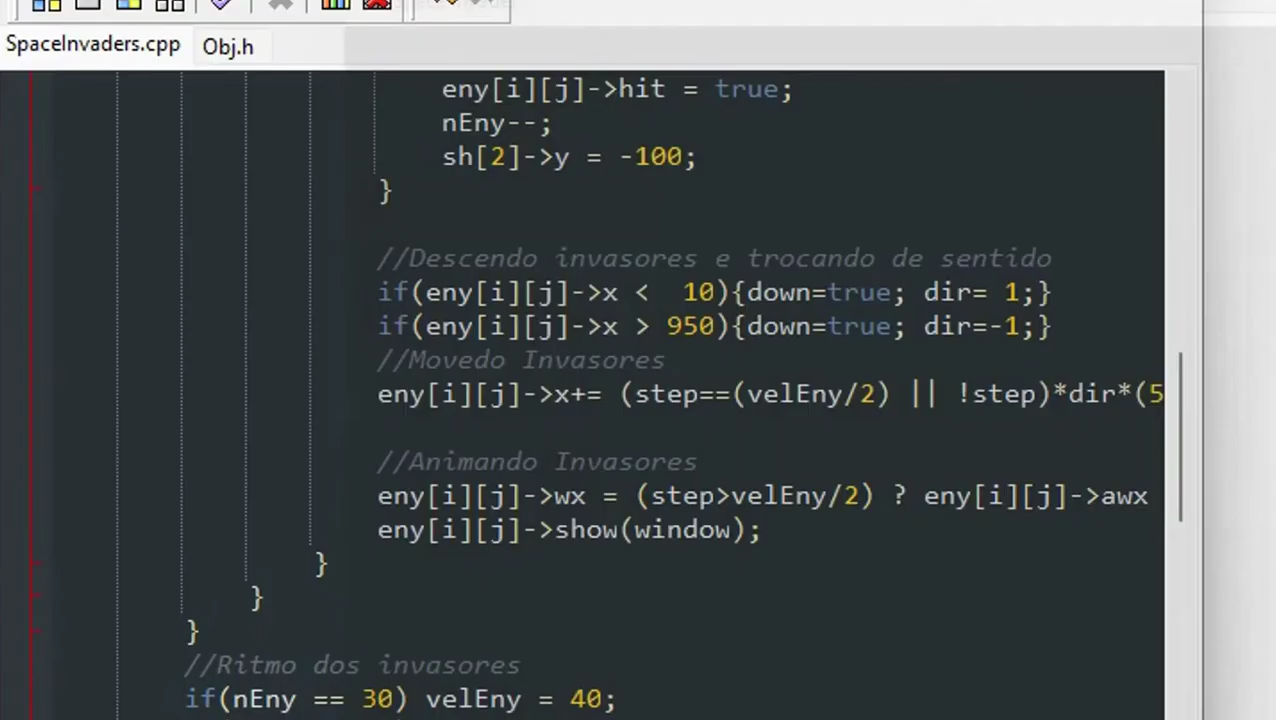 SpaceInvaders.cpp Obj.h
eny[i][j]->hit = true;
nEny--;
sh[2]->y = -100;
}
//Descendo invasores e trocando de sentido
if(eny[i][j]->x <  10){down=true; dir= 1;}
if(eny[i][j]->x > 950){down=true; dir=-1;}
//Movedo Invasores
eny[i][j]->x+= (step==(velEny/2) || !step)*dir*(5
//Animando Invasores
eny[i][j]->wx = (step>velEny/2) ? eny[i][j]->awx
eny[i][j]->show(window);
}
}
}
//Ritmo dos invasores
if(nEny == 30) velEny = 40;